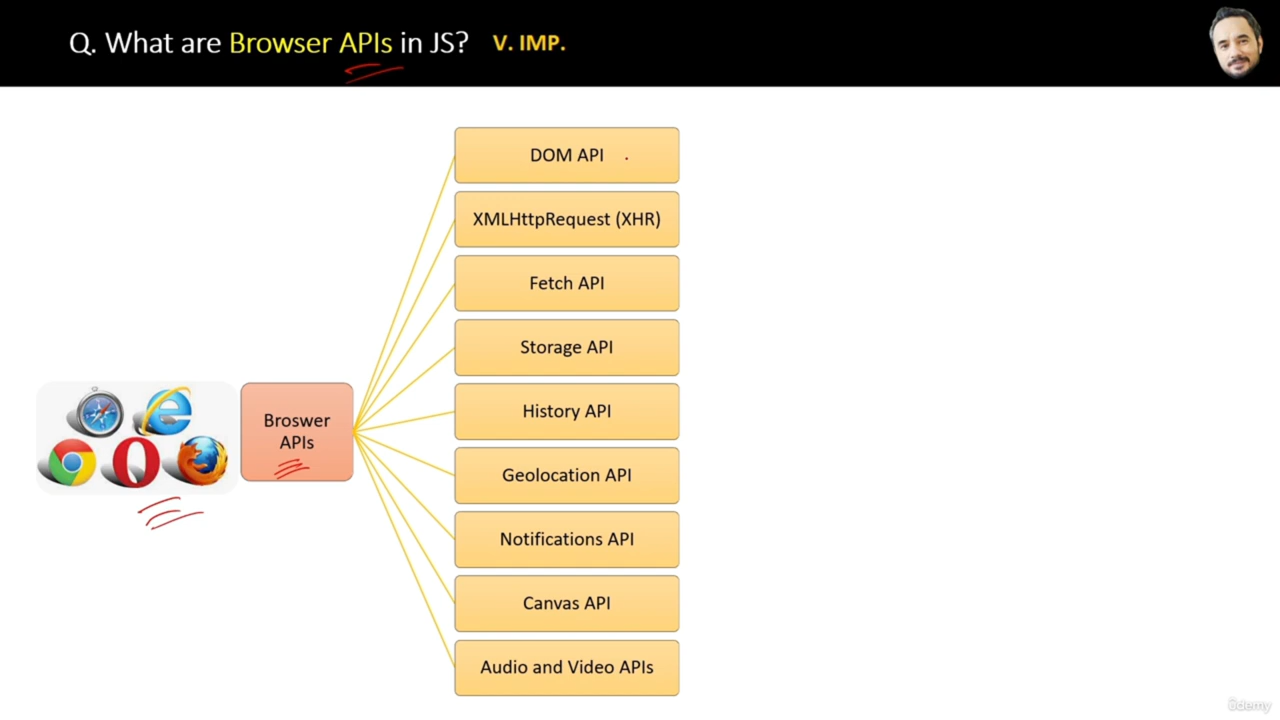 Q. What are Browser APIs in JS? V. IMP.
DOM API
XMLHttpRequest (XHR)
Fetch API
Storage API
History API
Broswer
APIs
Geolocation API
Notifications API
Canvas API
Audio and Video APIs
ûdemy